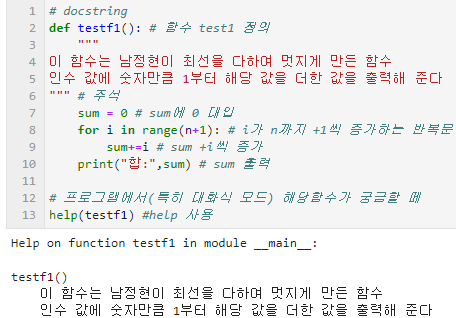 1 # docstring
2 def testf1(): # 함수 test1 정의
3     """
4 이 함수는 남정현이 최선을 다하여 멋지게 만든 함수
5 인수 값에 숫자만큼 1부터 해당 값을 더한 값을 출력해 준다
6 """ # 주석
7     sum = 0 # sum에 0 대입
8     for i in range(n+1): # i가 n까지 +1씩 증가하는 반복문
9         sum+=i # sum +i씩 증가
10     print("합:",sum) # sum 출력
11
12 # 프로그램에서(특히 대화식 모드) 해당함수가 궁금할 떼
13 help(testf1) #help 사용
Help on function testf1 in module __main__:
testf1()
    이 함수는 남정현이 최선을 다하여 멋지게 만든 함수
    인수 값에 숫자만큼 1부터 해당 값을 더한 값을 출력해 준다